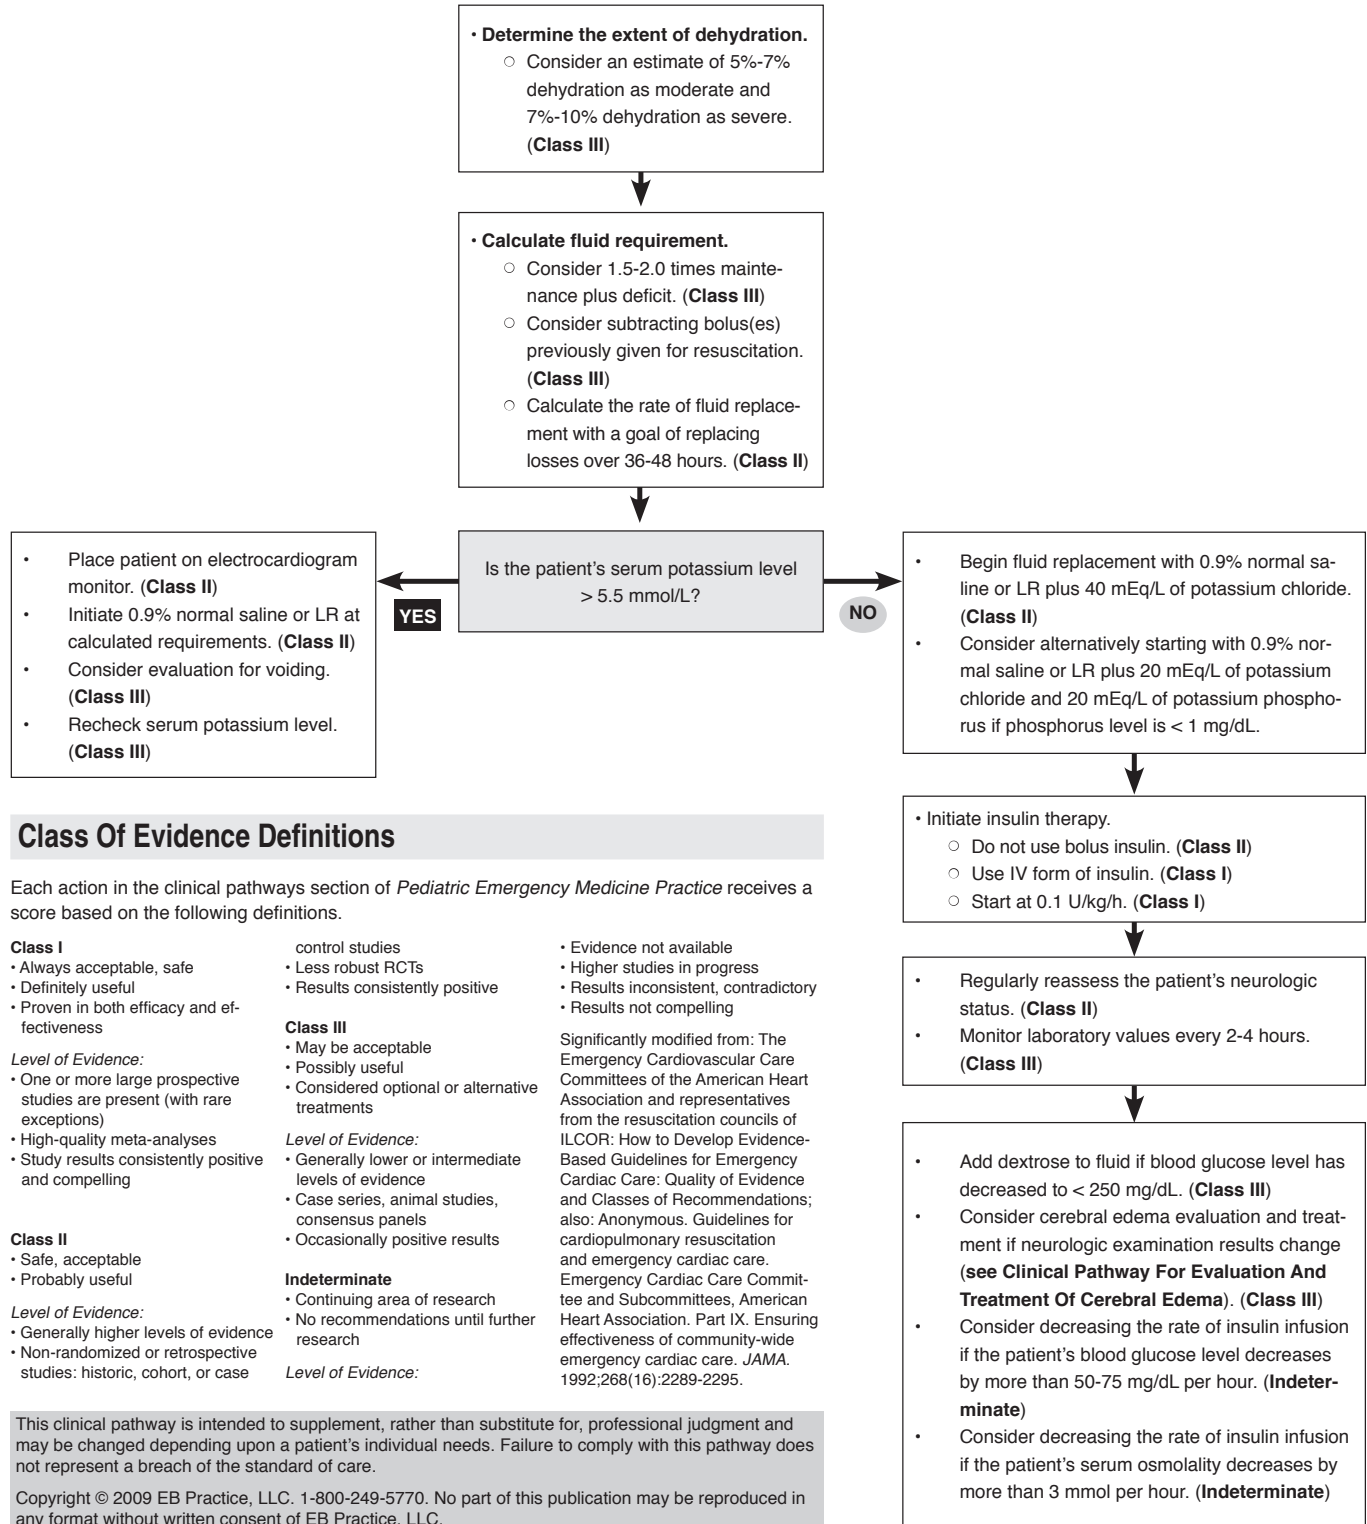 • Determine the extent of dehydration.
○ Consider an estimate of 5%-7%
dehydration as moderate and
7%-10% dehydration as severe.
(Class III)
• Calculate fluid requirement.
○ Consider 1.5-2.0 times mainte-
nance plus deficit. (Class III)
○ Consider subtracting bolus(es)
previously given for resuscitation.
(Class III)
○ Calculate the rate of fluid replace-
ment with a goal of replacing
losses over 36-48 hours. (Class II)
Is the patient's serum potassium level
> 5.5 mmol/L?
YES
NO
• Place patient on electrocardiogram
monitor. (Class II)
• Initiate 0.9% normal saline or LR at
calculated requirements. (Class II)
• Consider evaluation for voiding.
(Class III)
• Recheck serum potassium level.
(Class III)
• Begin fluid replacement with 0.9% normal sa-
line or LR plus 40 mEq/L of potassium chloride.
(Class II)
• Consider alternatively starting with 0.9% nor-
mal saline or LR plus 20 mEq/L of potassium
chloride and 20 mEq/L of potassium phospho-
rus if phosphorus level is < 1 mg/dL.
• Initiate insulin therapy.
○ Do not use bolus insulin. (Class II)
○ Use IV form of insulin. (Class I)
○ Start at 0.1 U/kg/h. (Class I)
• Regularly reassess the patient's neurologic
status. (Class II)
• Monitor laboratory values every 2-4 hours.
(Class III)
• Add dextrose to fluid if blood glucose level has
decreased to < 250 mg/dL. (Class III)
• Consider cerebral edema evaluation and treat-
ment if neurologic examination results change
(see Clinical Pathway For Evaluation And
Treatment Of Cerebral Edema). (Class III)
• Consider decreasing the rate of insulin infusion
if the patient's blood glucose level decreases
by more than 50-75 mg/dL per hour. (Indeter-
minate)
• Consider decreasing the rate of insulin infusion
if the patient's serum osmolality decreases by
more than 3 mmol per hour. (Indeterminate)
Class Of Evidence Definitions
Each action in the clinical pathways section of Pediatric Emergency Medicine Practice receives a
score based on the following definitions.
Class I
• Always acceptable, safe
• Definitely useful
• Proven in both efficacy and ef-
fectiveness
Level of Evidence:
• One or more large prospective
studies are present (with rare
exceptions)
• High-quality meta-analyses
• Study results consistently positive
and compelling
Class II
• Safe, acceptable
• Probably useful
Level of Evidence:
• Generally higher levels of evidence
• Non-randomized or retrospective
studies: historic, cohort, or case
control studies
• Less robust RCTs
• Results consistently positive
Class III
• May be acceptable
• Possibly useful
• Considered optional or alternative
treatments
Level of Evidence:
• Generally lower or intermediate
levels of evidence
• Case series, animal studies,
consensus panels
• Occasionally positive results
Indeterminate
• Continuing area of research
• No recommendations until further
research
Level of Evidence:
• Evidence not available
• Higher studies in progress
• Results inconsistent, contradictory
• Results not compelling
Significantly modified from: The
Emergency Cardiovascular Care
Committees of the American Heart
Association and representatives
from the resuscitation councils of
ILCOR: How to Develop Evidence-
Based Guidelines for Emergency
Cardiac Care: Quality of Evidence
and Classes of Recommendations;
also: Anonymous. Guidelines for
cardiopulmonary resuscitation
and emergency cardiac care.
Emergency Cardiac Care Commit-
tee and Subcommittees, American
Heart Association. Part IX. Ensuring
effectiveness of community-wide
emergency cardiac care. JAMA.
1992;268(16):2289-2295.
This clinical pathway is intended to supplement, rather than substitute for, professional judgment and
may be changed depending upon a patient's individual needs. Failure to comply with this pathway does
not represent a breach of the standard of care.
Copyright © 2009 EB Practice, LLC. 1-800-249-5770. No part of this publication may be reproduced in
any format without written consent of EB Practice, LLC.